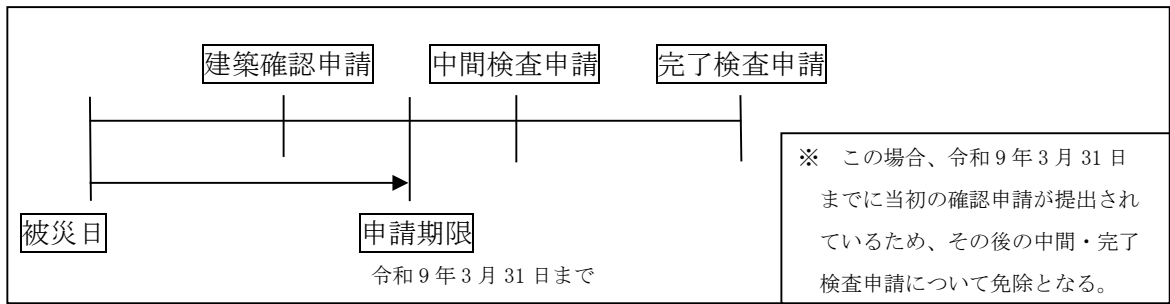 建築確認申請
中間検査申請
完了検査申請
被災日
申請期限
令和9年3月31日まで
※ この場合、令和9年3月31日
までに当初の確認申請が提出され
ているため、その後の中間・完了
検査申請について免除となる。